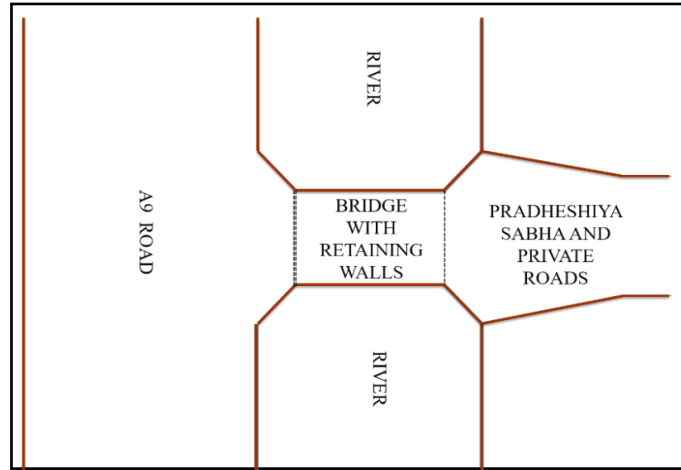 RIVER
A9 ROAD
BRIDGE
WITH
RETAINING
WALLS
PRADHESHIYA
SABHA AND
PRIVATE
ROADS
RIVER